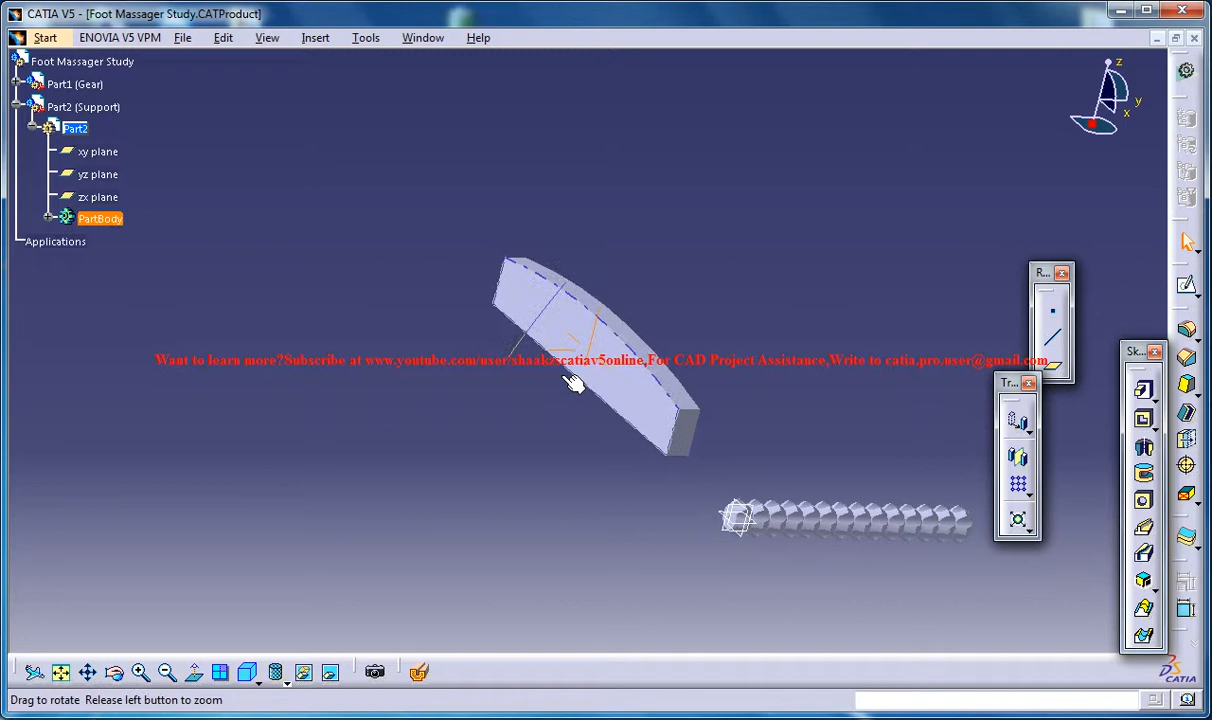 CATIA V5 - [Foot Massager Study.CATProduct]
Start ENOVIA V5 VPM File Edit View Insert Tools Window Help
Foot Massager Study
Part1 (Gear)
Part2 (Support)
Part2
xy plane
yz plane
zx plane
PartBody
Applications
z
y
x
R...
Sk...
Tr...
Want to learn more?Subscribe at www.youtube.com/user/shaakzscatiav5online,For CAD Project Assistance,Write to catia.pro.user@gmail.com
CATIA
Drag to rotate Release left button to zoom